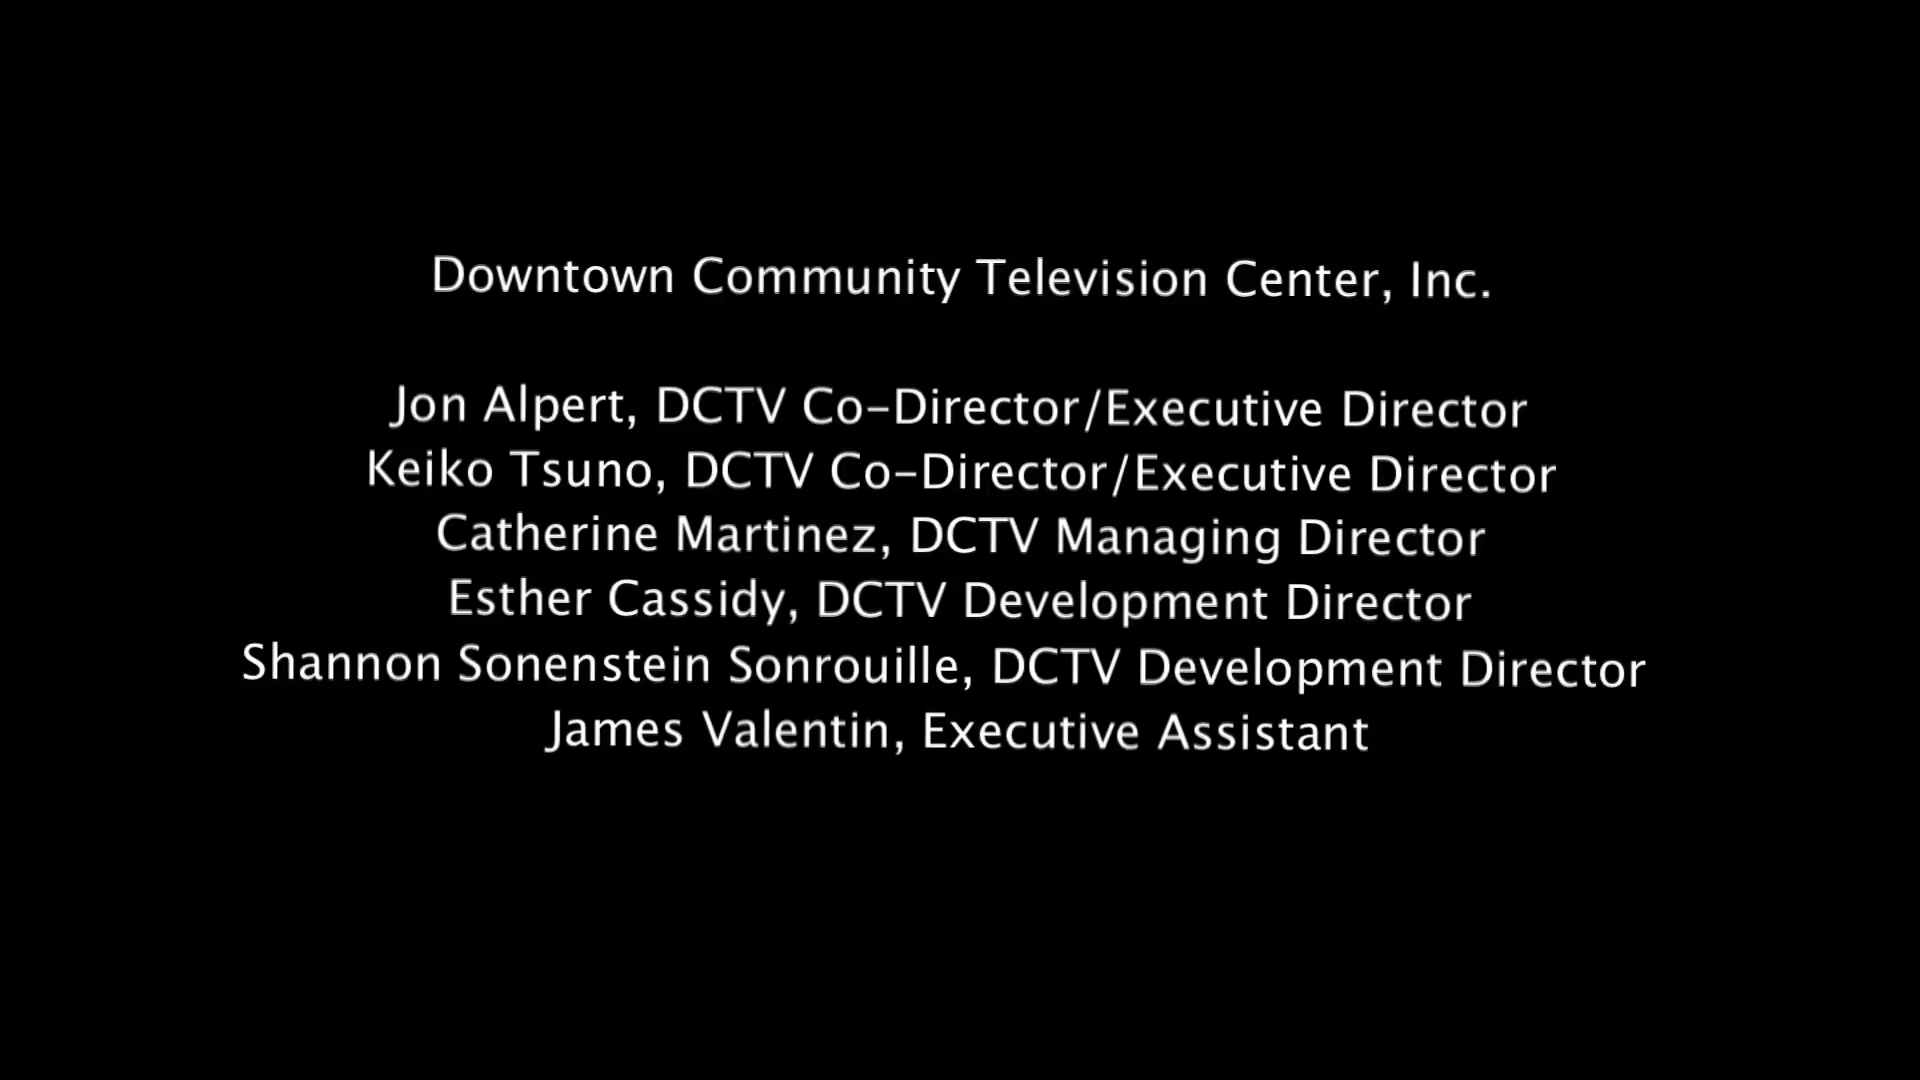 Downtown Community Television Center, Inc.
Jon Alpert, DCTV Co-Director/Executive Director
Keiko Tsuno, DCTV Co-Director/Executive Director
Catherine Martinez, DCTV Managing Director
Esther Cassidy, DCTV Development Director
Shannon Sonenstein Sonrouille, DCTV Development Director
James Valentin, Executive Assistant